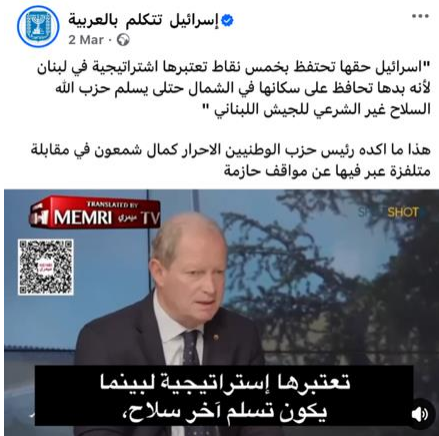 إسرائيل تتكلم بالعربية
2 Mar ·
"اسرائيل حقها تحتفظ بخمس نقاط تعتبرها اشتراتيجية في لبنان
لأنه بدها تحافظ على سكانها في الشمال حتلى يسلم حزب الله
السلاح غير الشرعي للجيش اللبناني "
هذا ما اكده رئيس حزب الوطنيين الاحرار كمال شمعون في مقابلة
متلفزة عبر فيها عن مواقف حازمة
TRANSLATED BY
MEMRI ميمري TV
SHOT
تعتبرها إستراتيجية لبينما
يكون تسلم آخر سلاح،